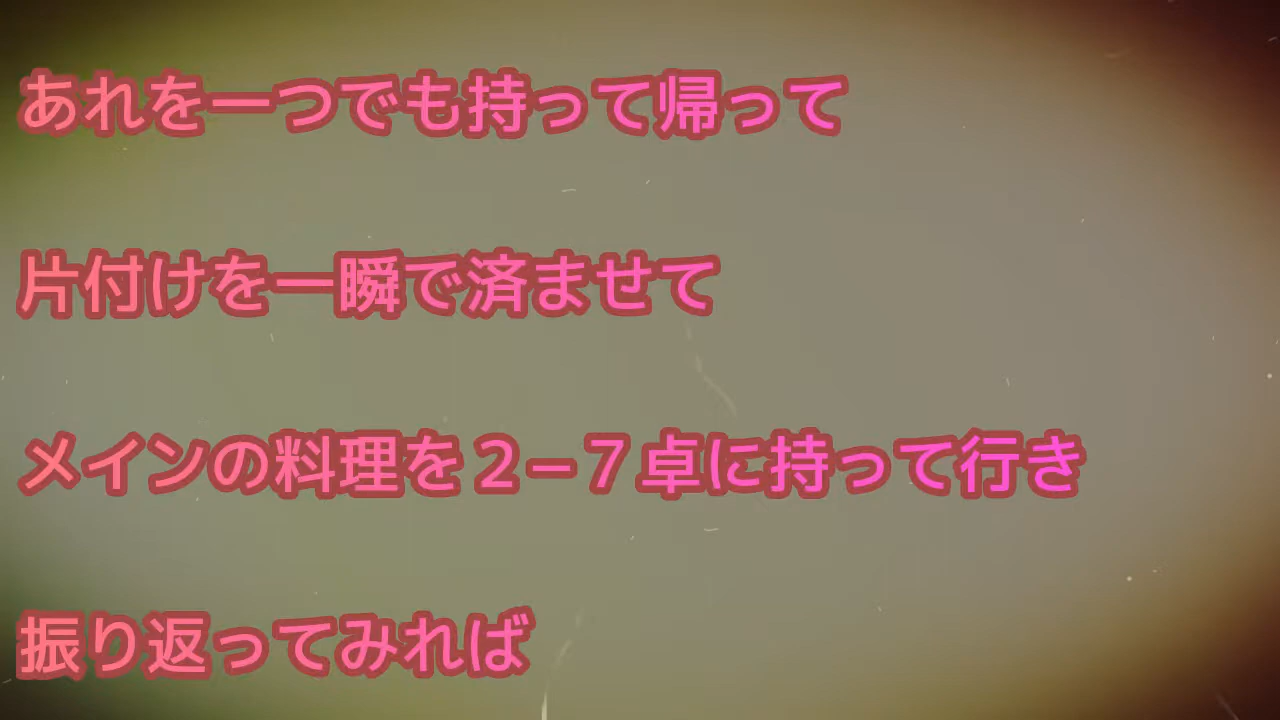 あれを一つでも持って帰って
片付けを一瞬で済ませて
メインの料理を２−７卓に持って行き
振り返ってみれば